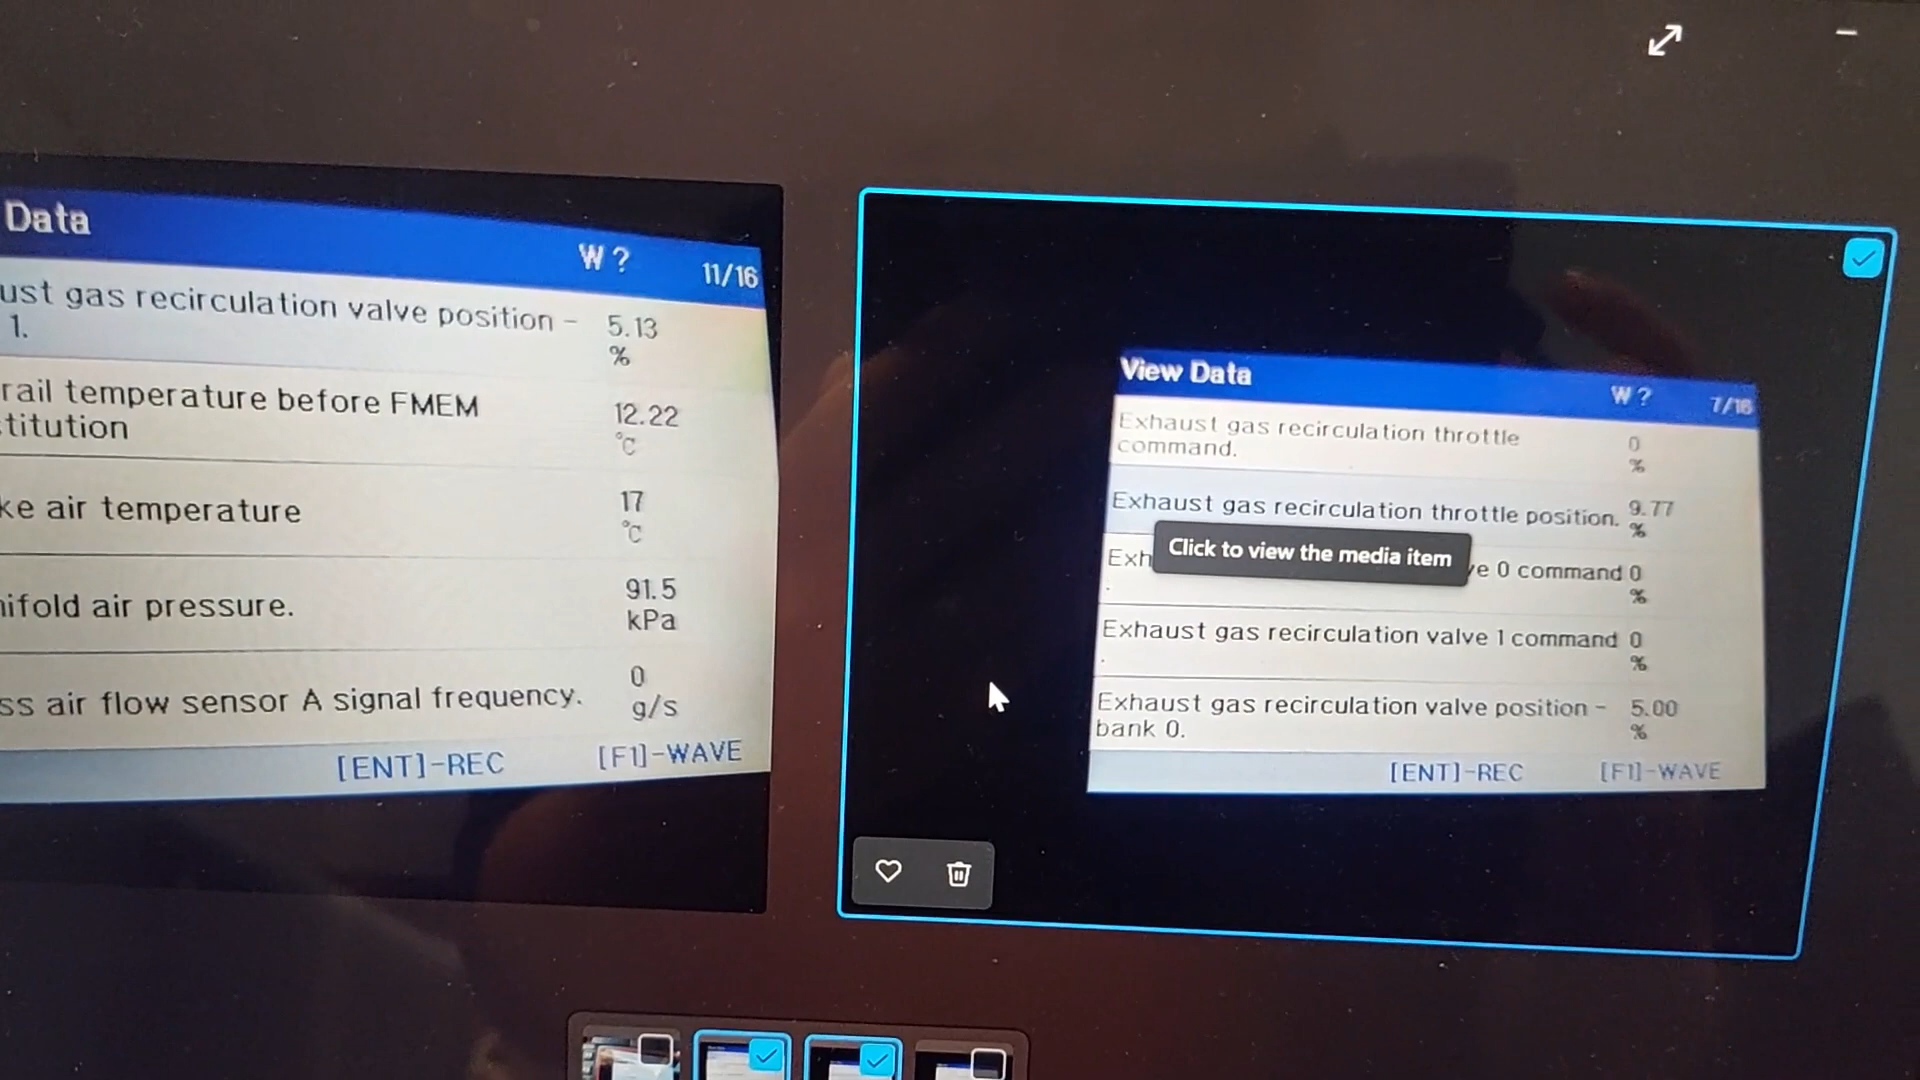 Data
W ?
11/16
ust gas recirculation valve position -
1.
5.13
%
rail temperature before FMEM
titution
12.22
°C
ke air temperature
17
°C
ifold air pressure.
91.5
kPa
ss air flow sensor A signal frequency.
0
g/s
[ENT]-REC
[F1]-WAVE
View Data
W ?
7/16
Exhaust gas recirculation throttle
command.
0
%
Exhaust gas recirculation throttle position.
9.77
%
Click to view the media item
Exh
e 0 command
0
.
%
Exhaust gas recirculation valve 1 command
0
.
%
Exhaust gas recirculation valve position -
bank 0.
5.00
%
[ENT]-REC
[F1]-WAVE